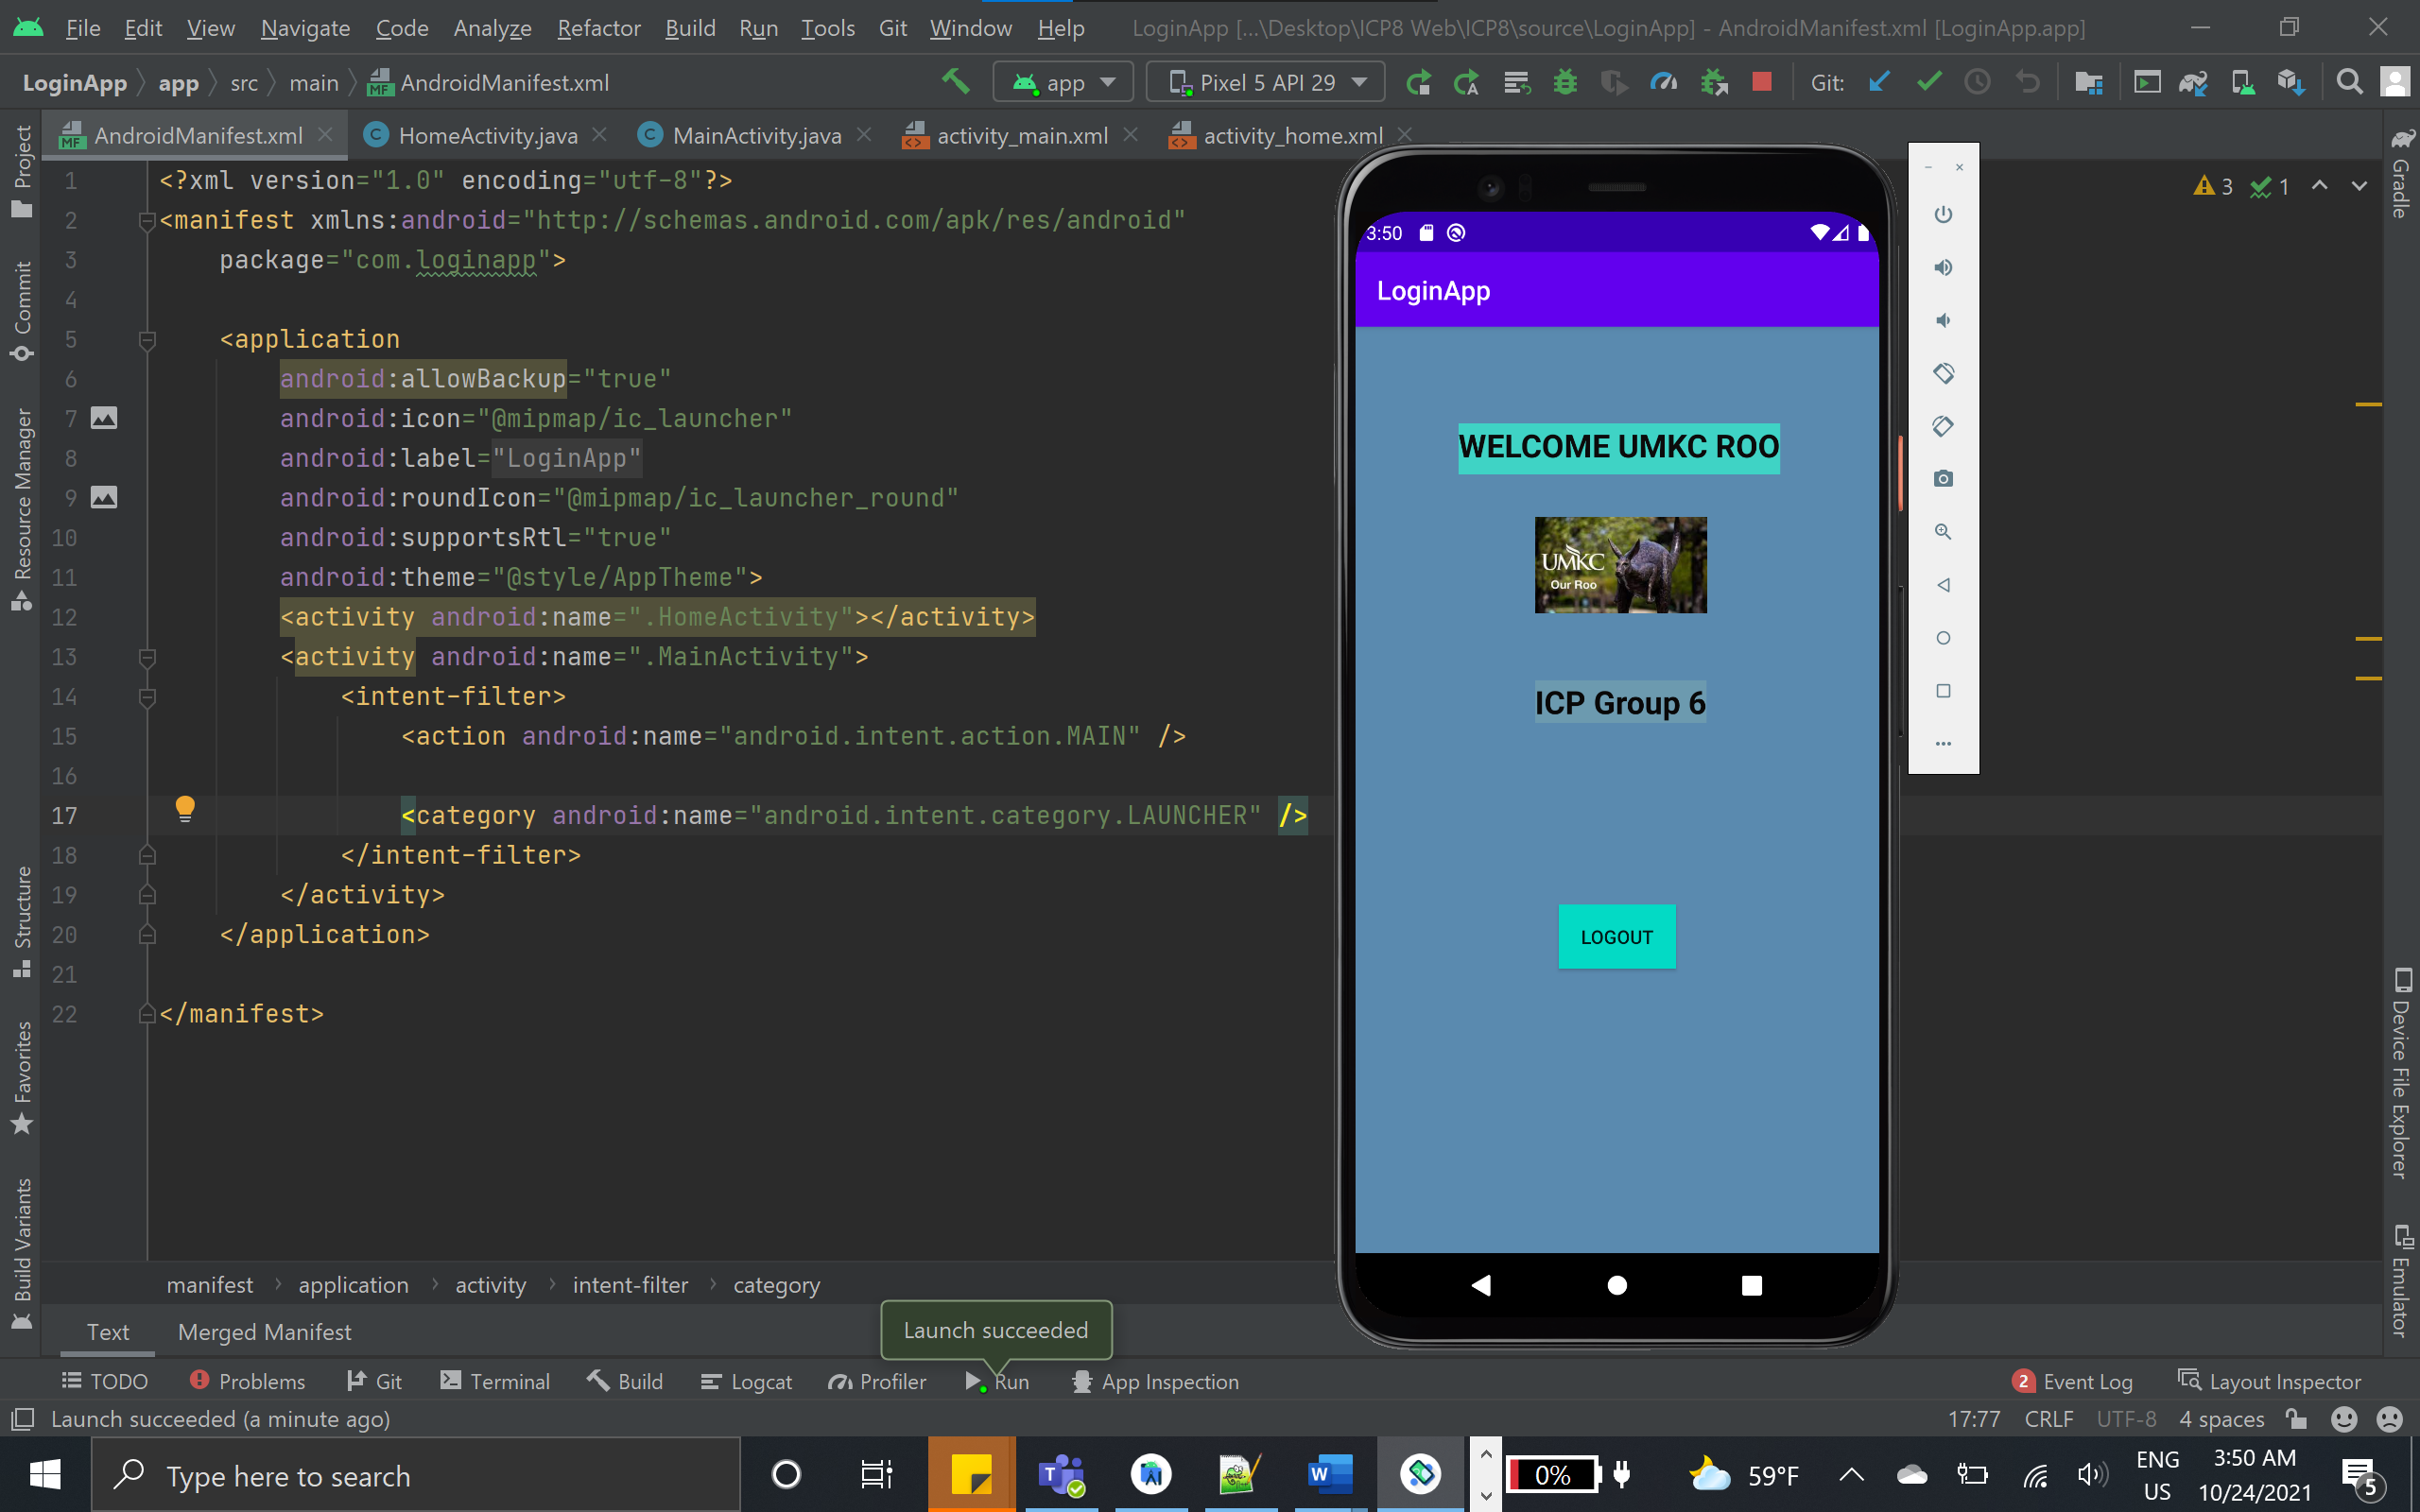 File Edit View Navigate Code Analyze Refactor Build Run Tools Git Window Help LoginApp [...\Desktop\ICP8 Web\ICP8\source\LoginApp] - AndroidManifest.xml [LoginApp.app]
LoginApp app src main AndroidManifest.xml app Pixel 5 API 29 Git:
AndroidManifest.xml HomeActivity.java MainActivity.java activity_main.xml activity_home.xml
Project
Commit
Resource Manager
Structure
Favorites
Build Variants
1 <?xml version="1.0" encoding="utf-8"?>
2 <manifest xmlns:android="http://schemas.android.com/apk/res/android"
3 package="com.loginapp">
4
5 <application
6 android:allowBackup="true"
7 android:icon="@mipmap/ic_launcher"
8 android:label="LoginApp"
9 android:roundIcon="@mipmap/ic_launcher_round"
10 android:supportsRtl="true"
11 android:theme="@style/AppTheme">
12 <activity android:name=".HomeActivity"></activity>
13 <activity android:name=".MainActivity">
14 <intent-filter>
15 <action android:name="android.intent.action.MAIN" />
16
17 <category android:name="android.intent.category.LAUNCHER" />
18 </intent-filter>
19 </activity>
20 </application>
21
22 </manifest>
3 1
3:50
LoginApp
WELCOME UMKC ROO
UMKC
Our Roo
ICP Group 6
LOGOUT
Gradle
Device File Explorer
Emulator
manifest application activity intent-filter category
Text Merged Manifest
Launch succeeded
TODO Problems Git Terminal Build Logcat Profiler Run App Inspection 2 Event Log Layout Inspector
Launch succeeded (a minute ago) 17:77 CRLF UTF-8 4 spaces
Type here to search 0% 59°F ENG US 3:50 AM 10/24/2021 5